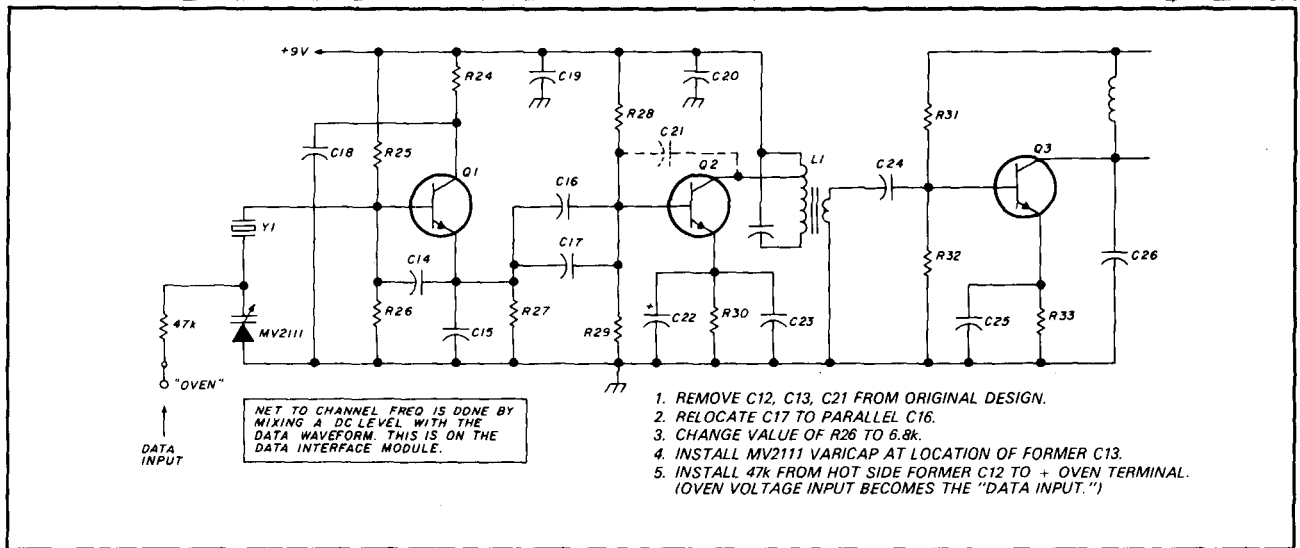 +9V
R24
C19
C20
R28
R31
C21
C18
R25
Q1
Q2
L1
C24
Q3
C16
Y1
C17
C14
R32
C26
47k
MV2111
R26
R27
C15
R29
C22
+
R30
C23
C25
R33
"OVEN"
DATA
INPUT
NET TO CHANNEL FREQ IS DONE BY
MIXING A DC LEVEL WITH THE
DATA WAVEFORM. THIS IS ON THE
DATA INTERFACE MODULE.
1. REMOVE C12, C13, C21 FROM ORIGINAL DESIGN.
2. RELOCATE C17 TO PARALLEL C16.
3. CHANGE VALUE OF R26 TO 6.8k.
4. INSTALL MV2111 VARICAP AT LOCATION OF FORMER C13.
5. INSTALL 47k FROM HOT SIDE FORMER C12 TO + OVEN TERMINAL.
(OVEN VOLTAGE INPUT BECOMES THE "DATA INPUT.")